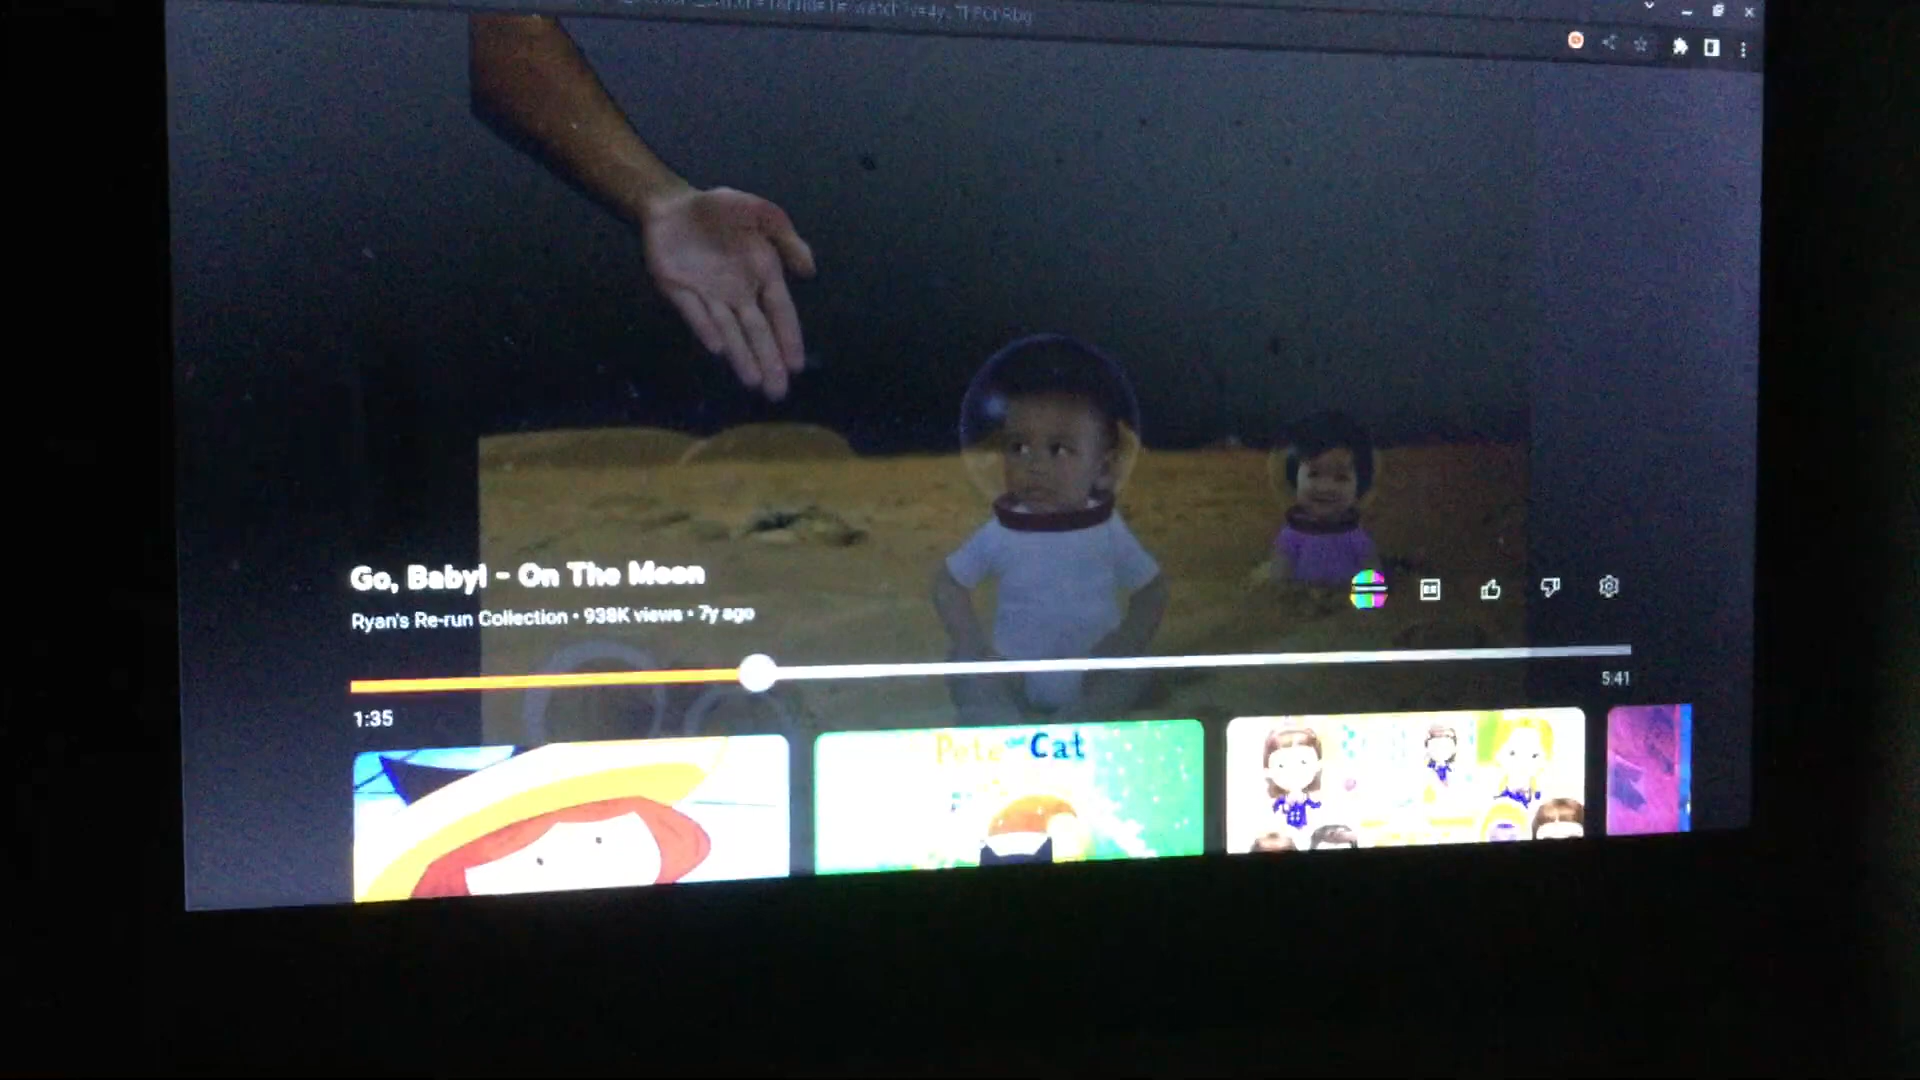 Go, Baby! - On The Moon
Ryan's Re-run Collection • 938K views • 7y ago
5:41
1:35
Pete the Cat